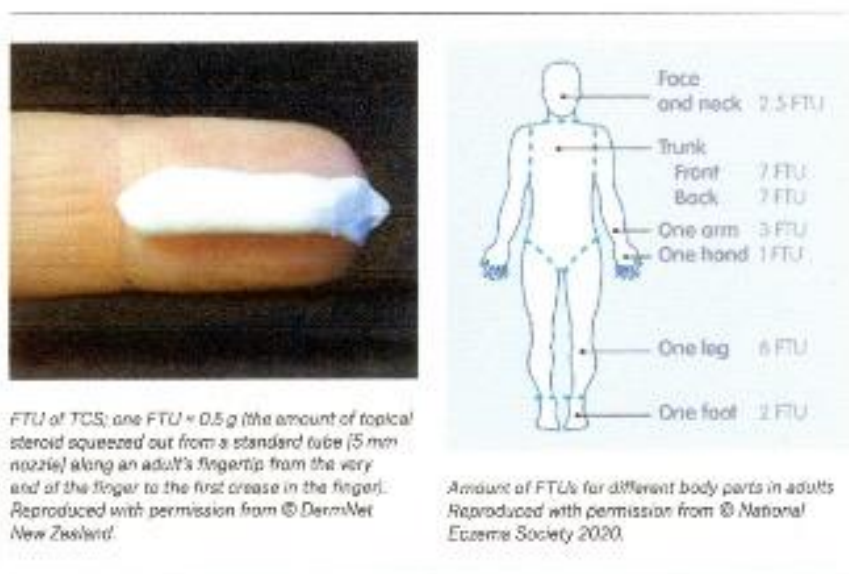 Face
and neck 2.5 FTU
Trunk
Front 7 FTU
Back 7 FTU
One arm 3 FTU
One hand 1 FTU
One leg 6 FTU
One foot 2 FTU
FTU of TCS; one FTU = 0.5 g (the amount of topical
steroid squeezed out from a standard tube [5 mm
nozzle] along an adult's fingertip from the very
end of the finger to the first crease in the finger).
Reproduced with permission from © DermNet
New Zealand.
Amount of FTUs for different body parts in adults
Reproduced with permission from © National
Eczema Society 2020.